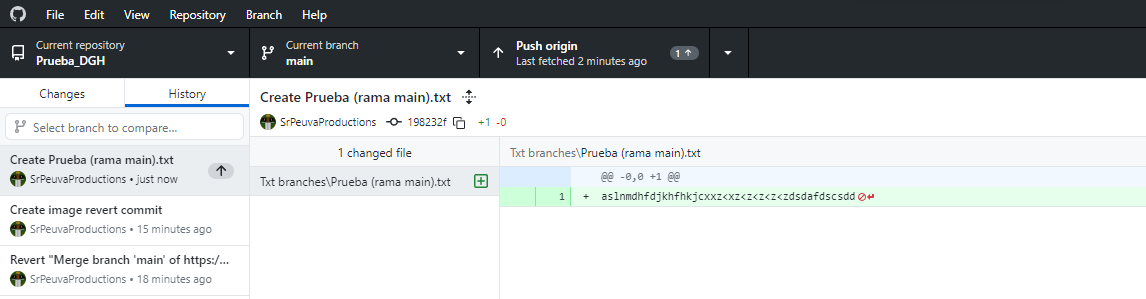 File Edit View Repository Branch Help
Current repository
Prueba_DGH
Current branch
main
Push origin
Last fetched 2 minutes ago
1
Changes
History
Select branch to compare...
Create Prueba (rama main).txt
SrPeuvaProductions • just now
Create image revert commit
SrPeuvaProductions • 15 minutes ago
Revert "Merge branch 'main' of https:/...
SrPeuvaProductions • 18 minutes ago
Create Prueba (rama main).txt
SrPeuvaProductions 198232f +1 -0
1 changed file
Txt branches\Prueba (rama main).txt
Txt branches\Prueba (rama main).txt
@@ -0,0 +1 @@
1 + aslnmdhfdjkhfhkjcxxz<xz<z<z<z<zdsdafdscsdd